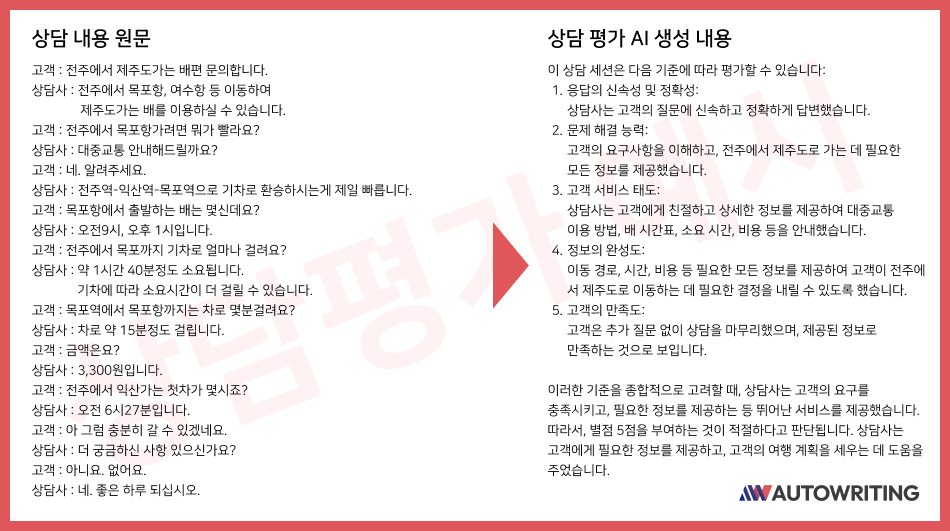 상담 내용 원문
고객 : 전주에서 제주도가는 배편 문의합니다.
상담사 : 전주에서 목포항, 여수항 등 이동하여
제주도가는 배를 이용하실 수 있습니다.
고객 : 전주에서 목포항가려면 뭐가 빨라요?
상담사 : 대중교통 안내해드릴까요?
고객 : 네. 알려주세요.
상담사 : 전주역-익산역-목포역으로 기차로 환승하시는게 제일 빠릅니다.
고객 : 목포항에서 출발하는 배는 몇신데요?
상담사 : 오전9시, 오후 1시입니다.
고객 : 전주에서 목포까지 기차로 얼마나 걸려요?
상담사 : 약 1시간 40분정도 소요됩니다.
기차에 따라 소요시간이 더 걸릴 수 있습니다.
고객 : 목포역에서 목포항까지는 차로 몇분걸려요?
상담사 : 차로 약 15분정도 걸립니다.
고객 : 금액은요?
상담사 : 3,300원입니다.
고객 : 전주에서 익산가는 첫차가 몇시죠?
상담사 : 오전 6시27분입니다.
고객 : 아 그럼 충분히 갈 수 있겠네요.
상담사 : 더 궁금하신 사항 있으신가요?
고객 : 아니요. 없어요.
상담사 : 네. 좋은 하루 되십시오.
상담 평가 AI 생성 내용
이 상담 세션은 다음 기준에 따라 평가할 수 있습니다:
1. 응답의 신속성 및 정확성:
상담사는 고객의 질문에 신속하고 정확하게 답변했습니다.
2. 문제 해결 능력:
고객의 요구사항을 이해하고, 전주에서 제주도로 가는 데 필요한
모든 정보를 제공했습니다.
3. 고객 서비스 태도:
상담사는 고객에게 친절하고 상세한 정보를 제공하여 대중교통
이용 방법, 배 시간표, 소요 시간, 비용 등을 안내했습니다.
4. 정보의 완성도:
이동 경로, 시간, 비용 등 필요한 모든 정보를 제공하여 고객이 전주에
서 제주도로 이동하는 데 필요한 결정을 내릴 수 있도록 했습니다.
5. 고객의 만족도:
고객은 추가 질문 없이 상담을 마무리했으며, 제공된 정보로
만족하는 것으로 보입니다.
이러한 기준을 종합적으로 고려할 때, 상담사는 고객의 요구를
충족시키고, 필요한 정보를 제공하는 등 뛰어난 서비스를 제공했습니다.
따라서, 별점 5점을 부여하는 것이 적절하다고 판단됩니다. 상담사는
고객에게 필요한 정보를 제공하고, 고객의 여행 계획을 세우는 데 도움을
주었습니다.
상담평가 예시
AW AUTOWRITING